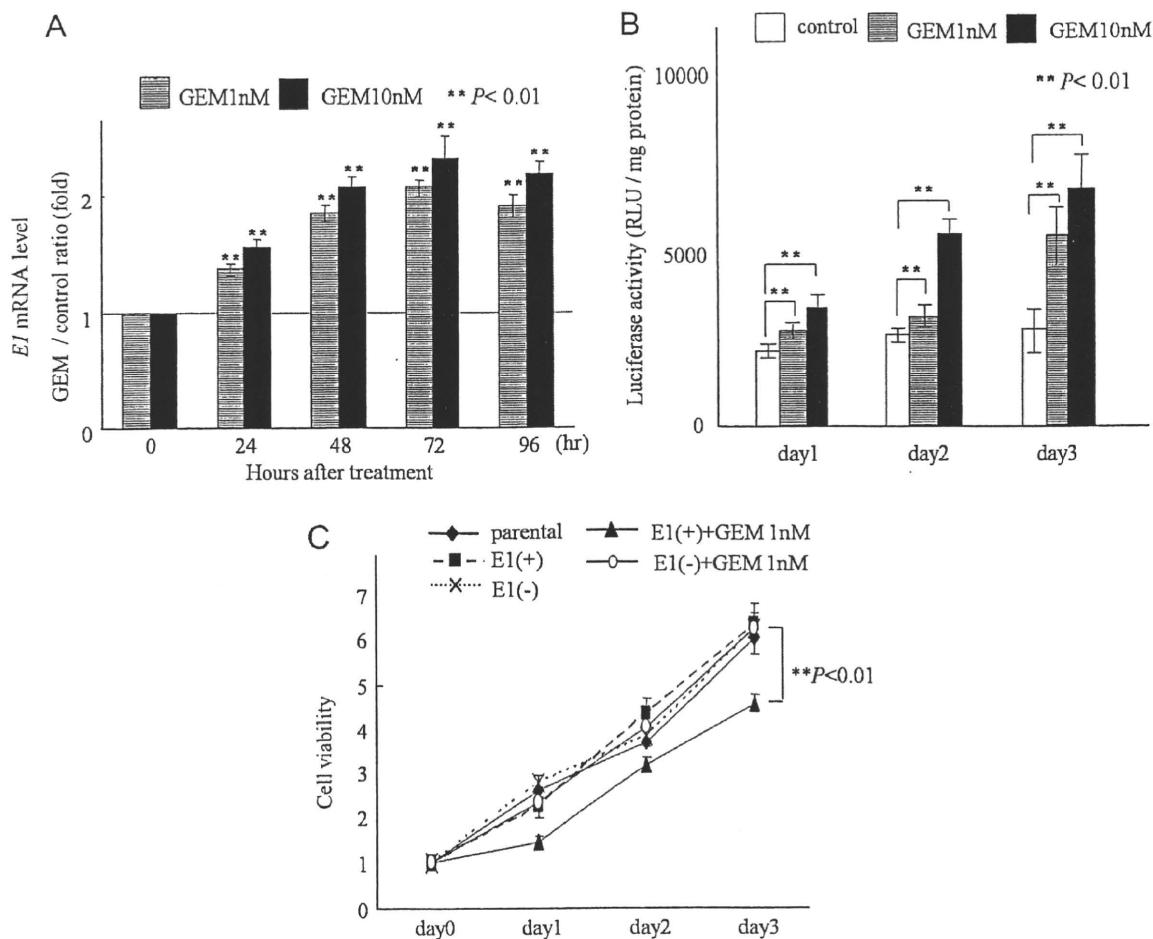 A
GEM1nM GEM10nM ** P< 0.01
E1 mRNA level
GEM / control ratio (fold)
2
1
0
** ** ** ** ** ** ** **
0 24 48 72 96 (hr)
Hours after treatment
B
control GEM1nM GEM10nM
** P< 0.01
Luciferase activity (RLU / mg protein)
10000
5000
0
** ** ** ** ** **
day1 day2 day3
C
parental E1(+)+GEM 1nM
E1(+) E1(-)+GEM 1nM
E1(-)
Cell viability
7
6
5
4
3
2
1
0
**P<0.01
day0 day1 day2 day3